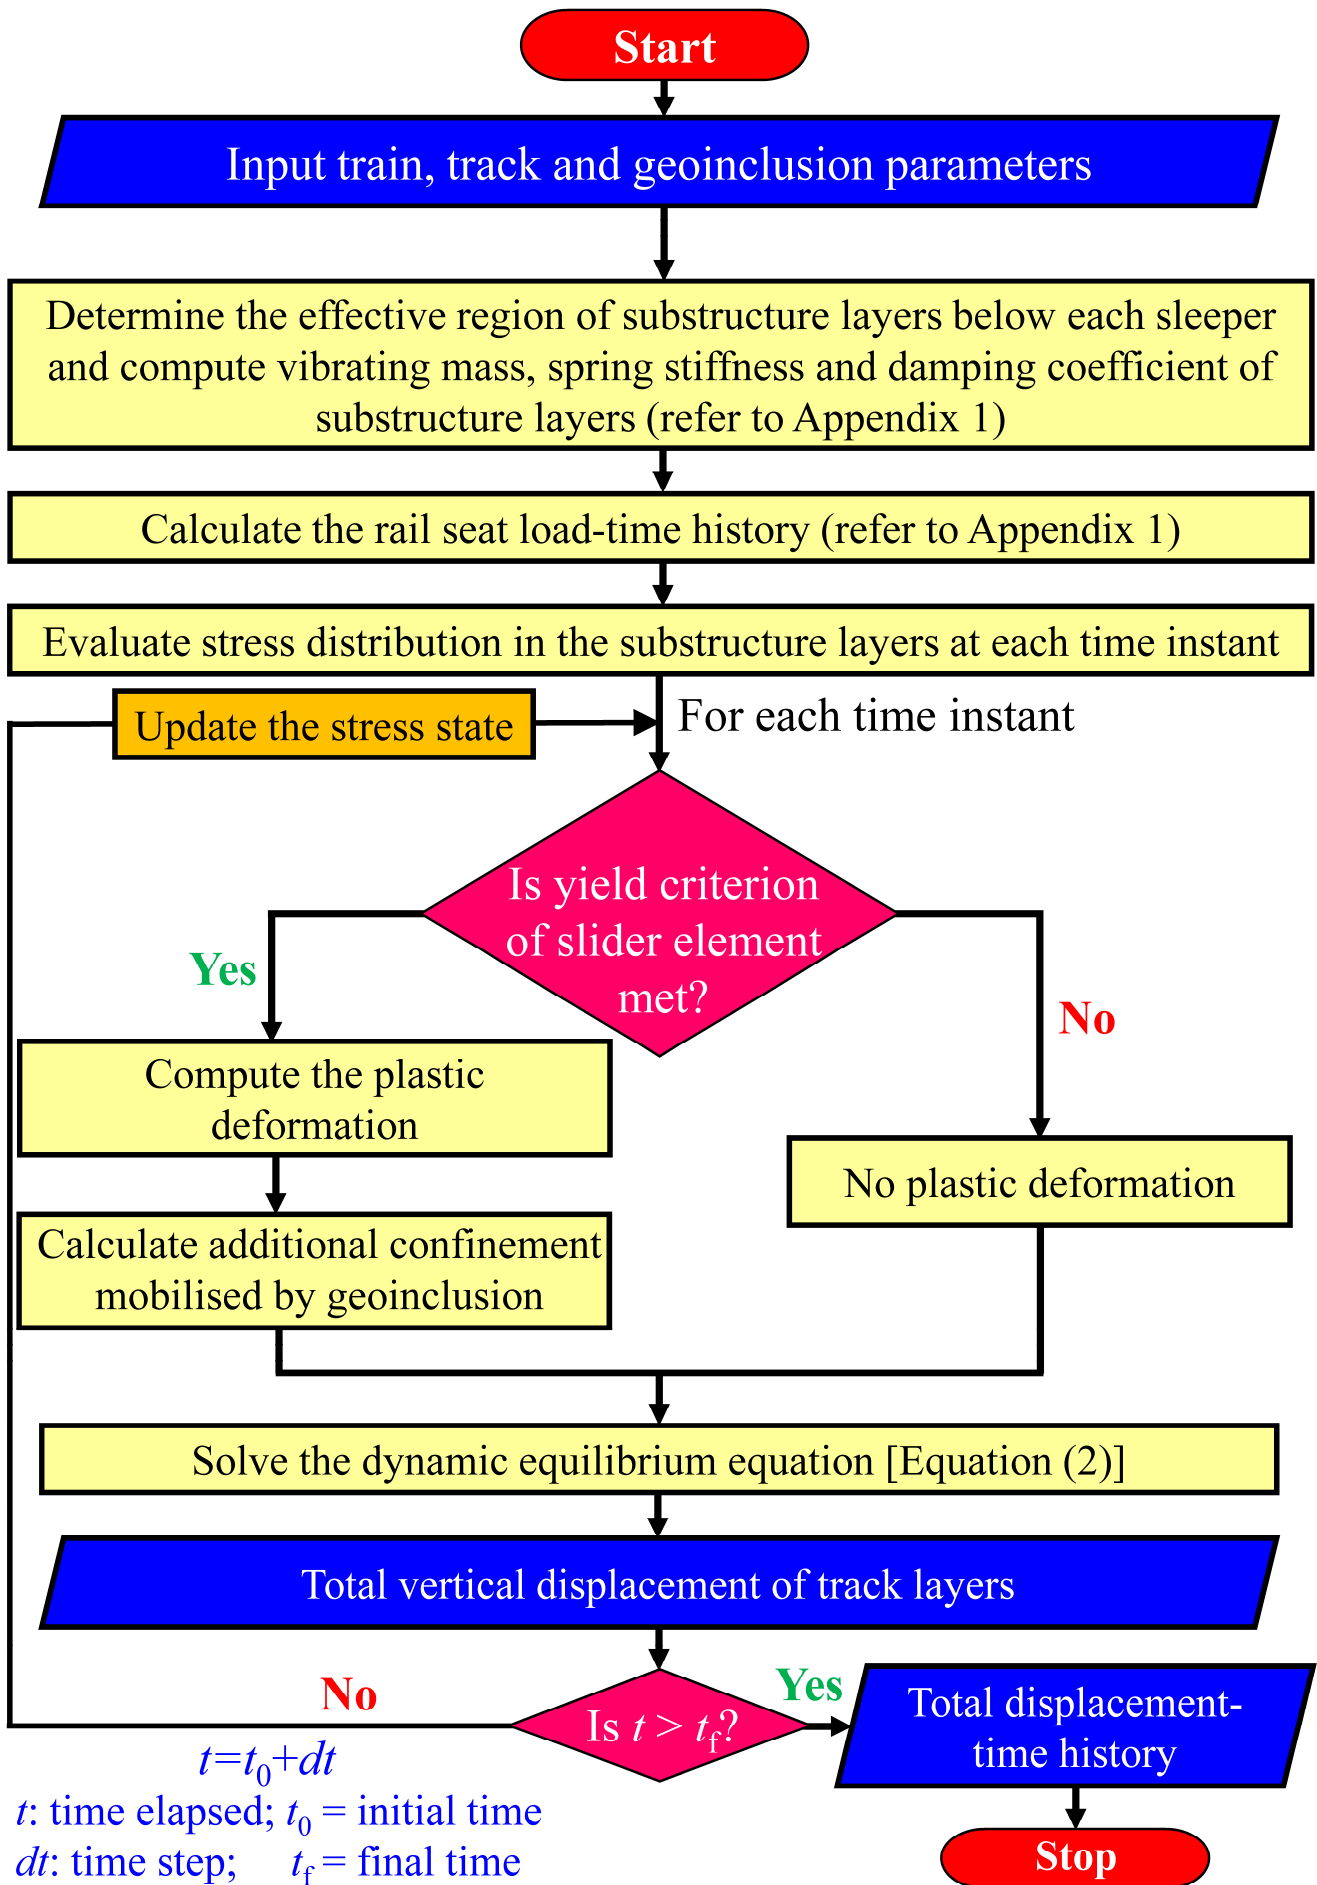 Start
Input train, track and geoinclusion parameters
Determine the effective region of substructure layers below each sleeper
and compute vibrating mass, spring stiffness and damping coefficient of
substructure layers (refer to Appendix 1)
Calculate the rail seat load-time history (refer to Appendix 1)
Evaluate stress distribution in the substructure layers at each time instant
Update the stress state
For each time instant
Is yield criterion
of slider element
met?
Yes
No
Compute the plastic
deformation
No plastic deformation
Calculate additional confinement
mobilised by geoinclusion
Solve the dynamic equilibrium equation [Equation (2)]
Total vertical displacement of track layers
No
Is t > tf?
Yes
Total displacement-
time history
t=t0+dt
t: time elapsed; t0 = initial time
dt: time step; tf = final time
Stop